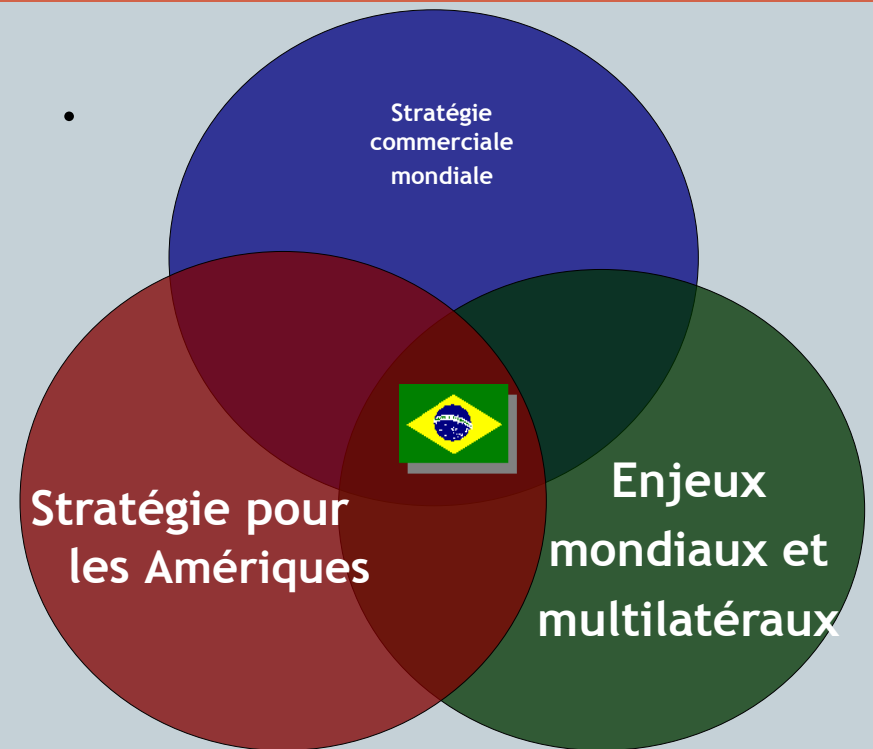 •
Stratégie
commerciale
mondiale
Stratégie pour
les Amériques
Enjeux
mondiaux et
multilatéraux